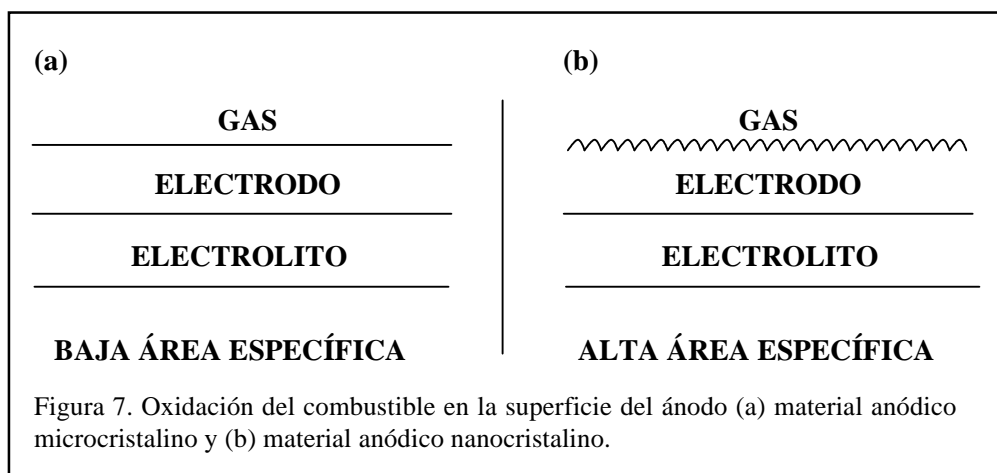 (a)
GAS
ELECTRODO
ELECTROLITO
BAJA ÁREA ESPECÍFICA
(b)
GAS
ELECTRODO
ELECTROLITO
ALTA ÁREA ESPECÍFICA
Figura 7. Oxidación del combustible en la superficie del ánodo (a) material anódico
microcristalino y (b) material anódico nanocristalino.